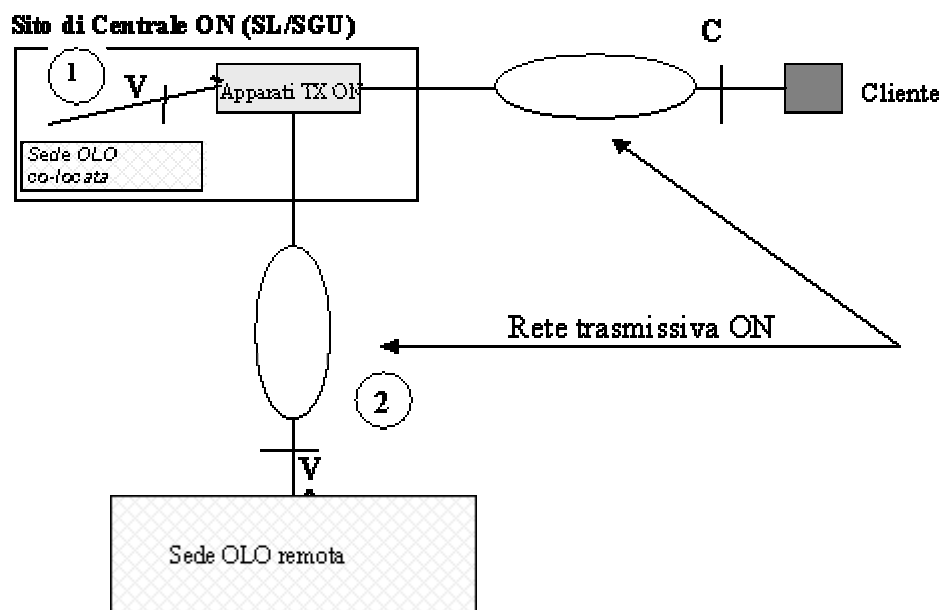 Sito di Centrale ON (SL/SGU)
1
V
Apparati TX ON
C
Cliente
Sede OLO
co-locata
Rete trasmissiva ON
2
V
Sede OLO remota